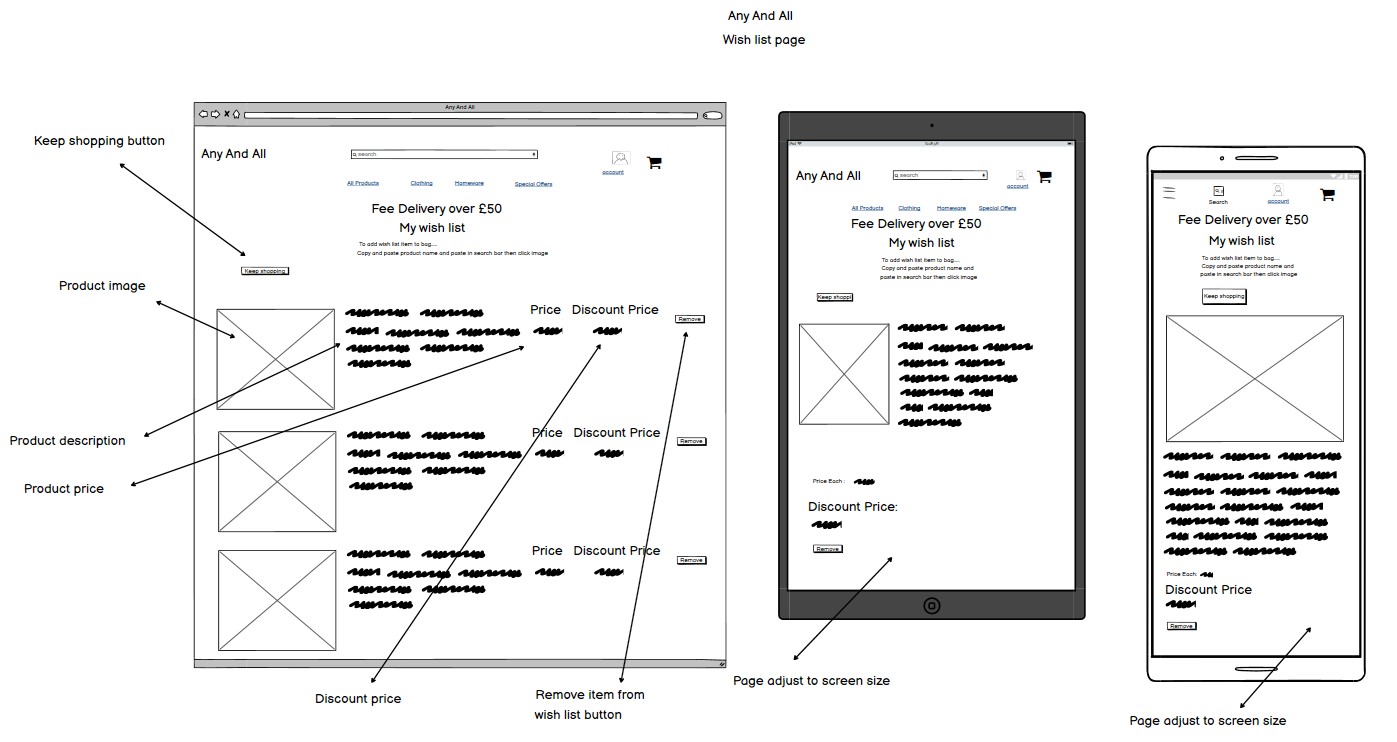 Any And All
Wish list page
Keep shopping button
Product image
Product description
Product price
Any And All
Any And All
search
account
All Products
Clothing
Homeware
Special Offers
Fee Delivery over £50
My wish list
To add wish list item to bag....
Copy and paste product name and paste in search bar then click image
Keep shopping
Price
Discount Price
Remove
Price
Discount Price
Remove
Price
Discount Price
Remove
Discount price
Remove item from
wish list button
Any And All
search
account
All Products
Clothing
Homeware
Special Offers
Fee Delivery over £50
My wish list
To add wish list item to bag....
Copy and paste product name and
paste in search bar then click image
Keep shoppi
Price Each :
Discount Price:
Remove
Page adjust to screen size
Search
account
Fee Delivery over £50
My wish list
To add wish list item to bag....
Copy and paste product name and
paste in search bar then click image
Keep shopping
Price Each:
Discount Price
Remove
Page adjust to screen size